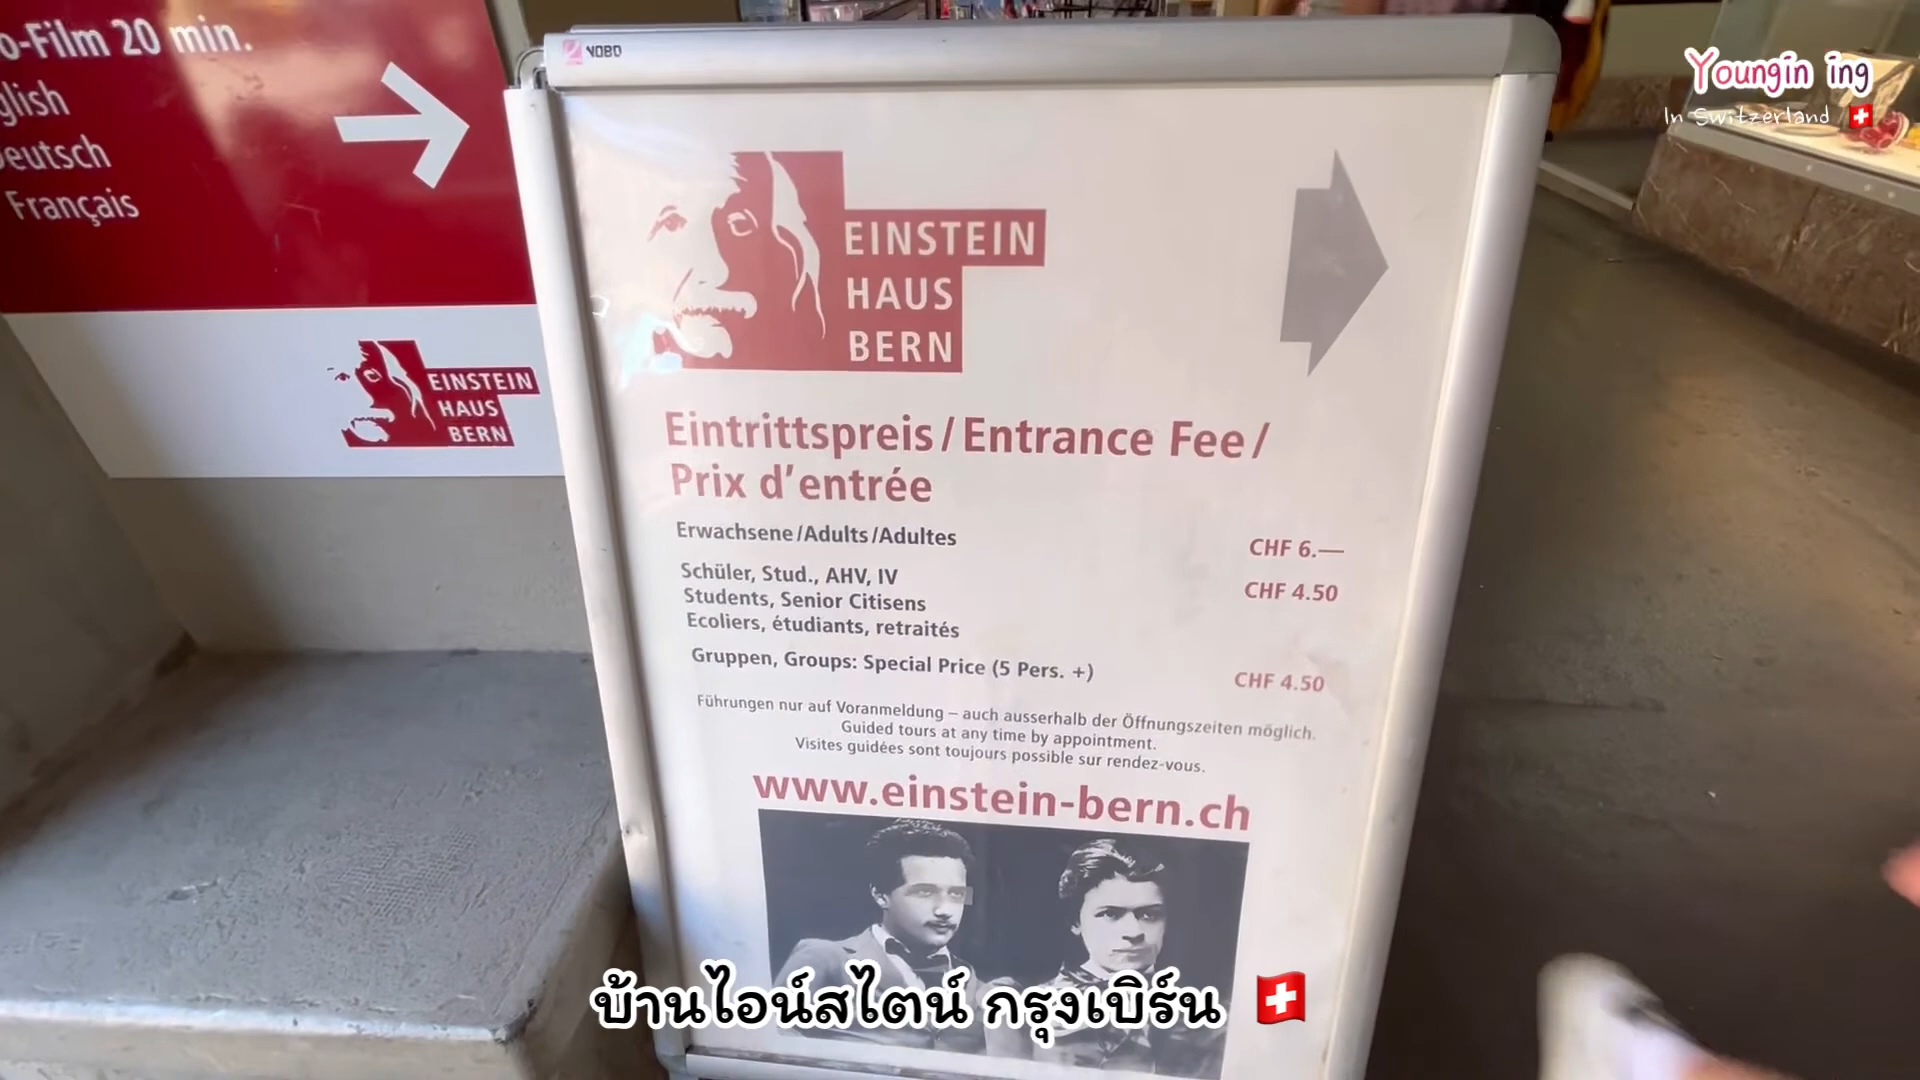 o-Film 20 min.
glish
Deutsch
Français
EINSTEIN
HAUS
BERN
NOBO
EINSTEIN
HAUS
BERN
Eintrittspreis / Entrance Fee /
Prix d'entrée
Erwachsene/Adults/Adultes CHF 6.—
Schüler, Stud., AHV, IV CHF 4.50
Students, Senior Citisens
Ecoliers, étudiants, retraités
Gruppen, Groups: Special Price (5 Pers. +) CHF 4.50
Führungen nur auf Voranmeldung – auch ausserhalb der Öffnungszeiten möglich.
Guided tours at any time by appointment.
Visites guidées sont toujours possible sur rendez-vous.
www.einstein-bern.ch
Youngin ing
In Switzerland
บ้านไอน์สไตน์ กรุงเบิร์น